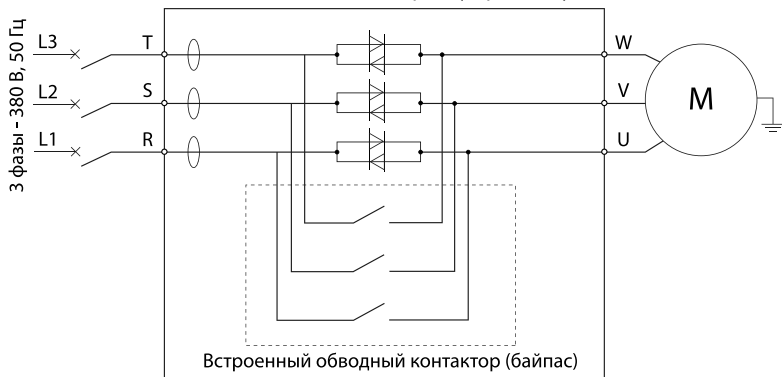 3 фазы – 380 В, 50 Гц
L3 T W
L2 S V
L1 R U
M
Встроенный обводный контактор (байпас)